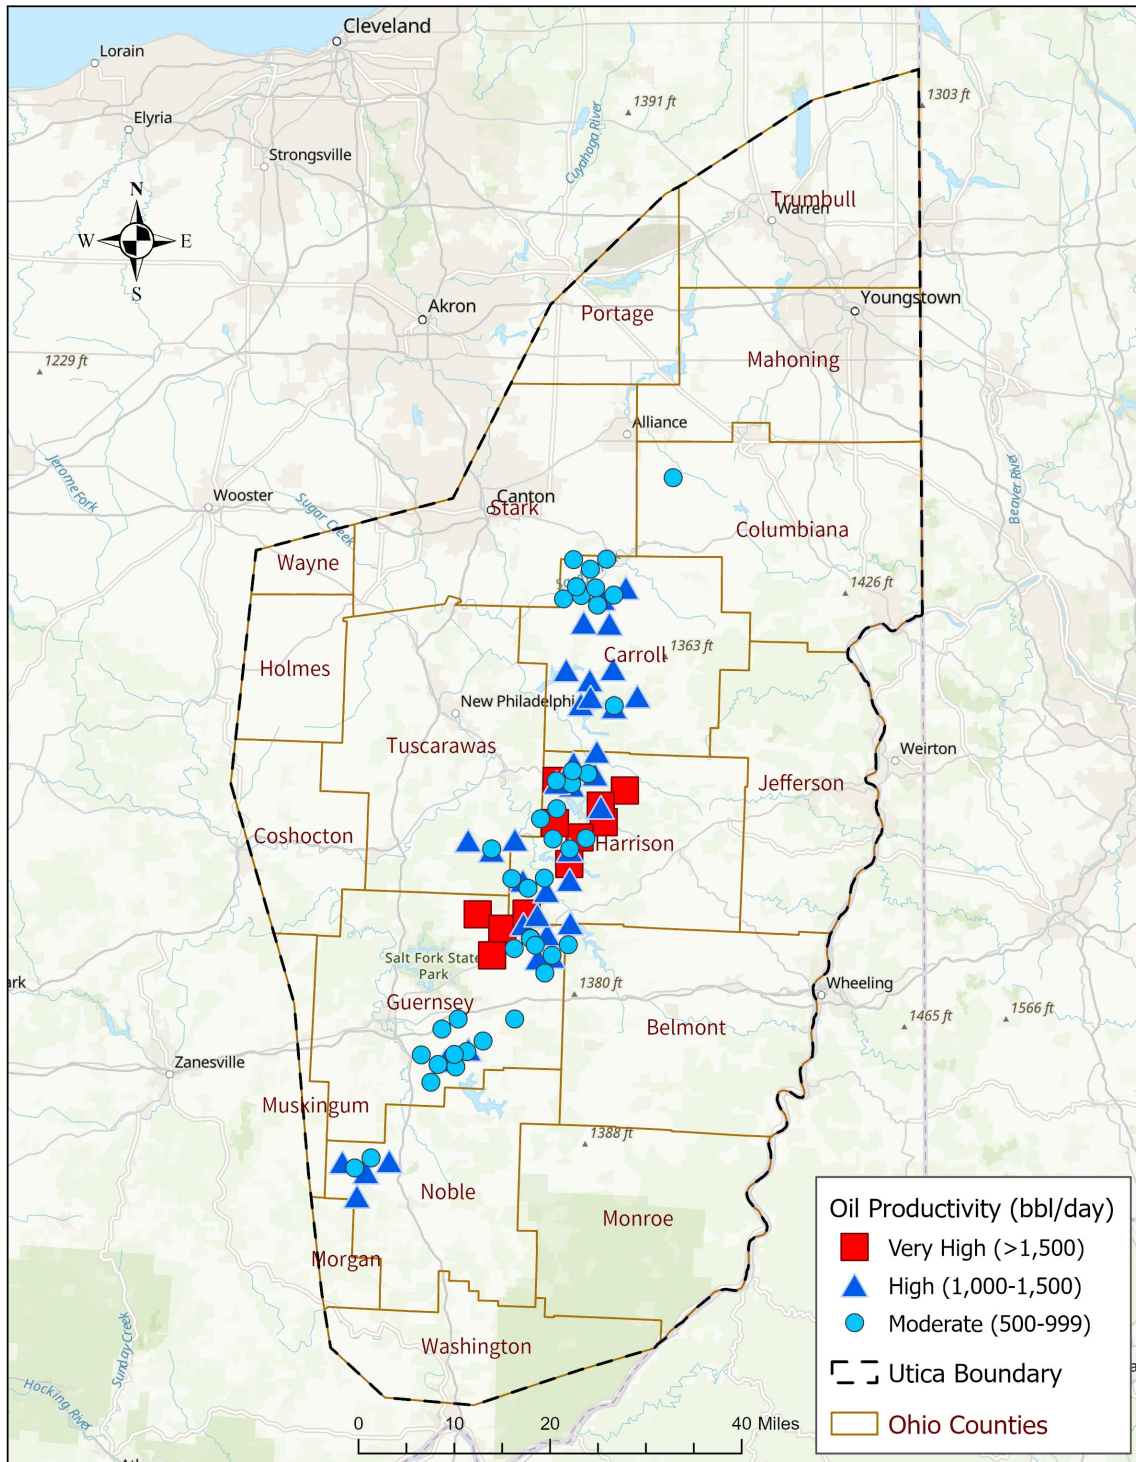 Cleveland
Lorain
1391 ft
1303 ft
Elyria
Cuyahoga River
Strongsville
N
W E
S
Trumbull
Warren
Youngstown
Akron
Portage
1229 ft
Mahoning
Alliance
Jerome Fork
Wooster
Sugar Creek
Canton
Stark
Beaver River
Columbiana
Wayne
1426 ft
Carroll
1363 ft
Holmes
New Philadelphi
Tuscarawas
Weirton
Jefferson
Coshocton
Harrison
Salt Fork State
Park
ark
1380 ft
Wheeling
Guernsey
Belmont
1465 ft
1566 ft
Zanesville
Muskingum
1388 ft
Noble
Monroe
Morgan
Washington
Sunday Creek
Hocking River
Oil Productivity (bbl/day)
Very High (>1,500)
High (1,000-1,500)
Moderate (500-999)
Utica Boundary
Ohio Counties
0 10 20 40 Miles